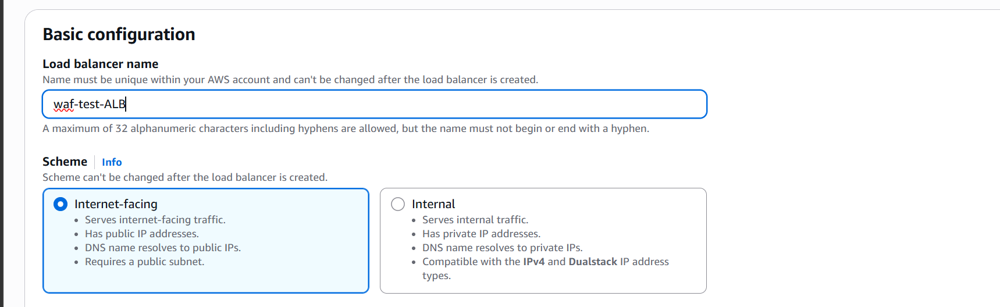 Basic configuration
Load balancer name
Name must be unique within your AWS account and can't be changed after the load balancer is created.
waf-test-ALB
A maximum of 32 alphanumeric characters including hyphens are allowed, but the name must not begin or end with a hyphen.
Scheme Info
Scheme can't be changed after the load balancer is created.
Internet-facing
• Serves internet-facing traffic.
• Has public IP addresses.
• DNS name resolves to public IPs.
• Requires a public subnet.
Internal
• Serves internal traffic.
• Has private IP addresses.
• DNS name resolves to private IPs.
• Compatible with the IPv4 and Dualstack IP address
types.